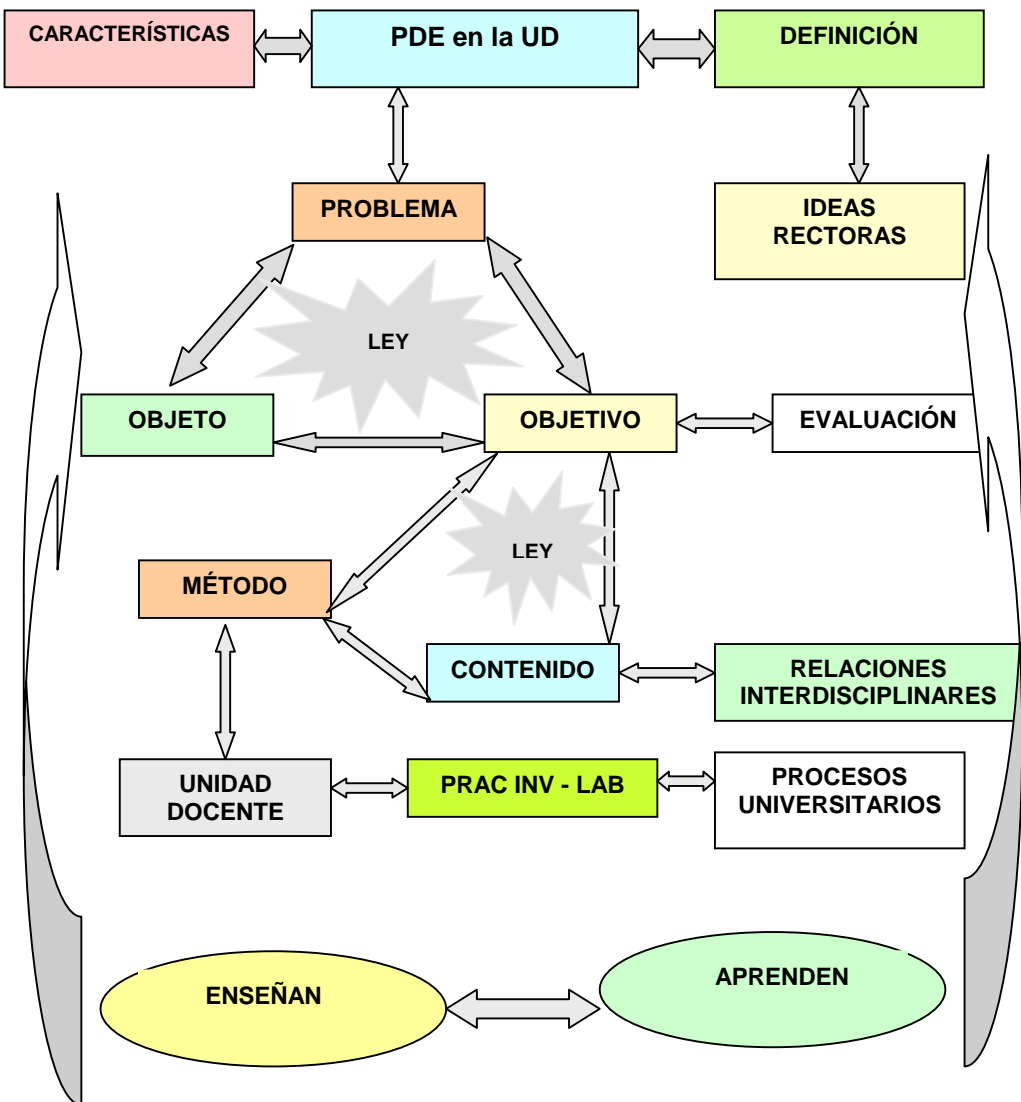 CARACTERÍSTICAS
PDE en la UD
DEFINICIÓN
PROBLEMA
IDEAS
RECTORAS
LEY
OBJETO
OBJETIVO
EVALUACIÓN
LEY
MÉTODO
CONTENIDO
RELACIONES
INTERDISCIPLINARES
UNIDAD
DOCENTE
PRAC INV - LAB
PROCESOS
UNIVERSITARIOS
ENSEÑAN
APRENDEN